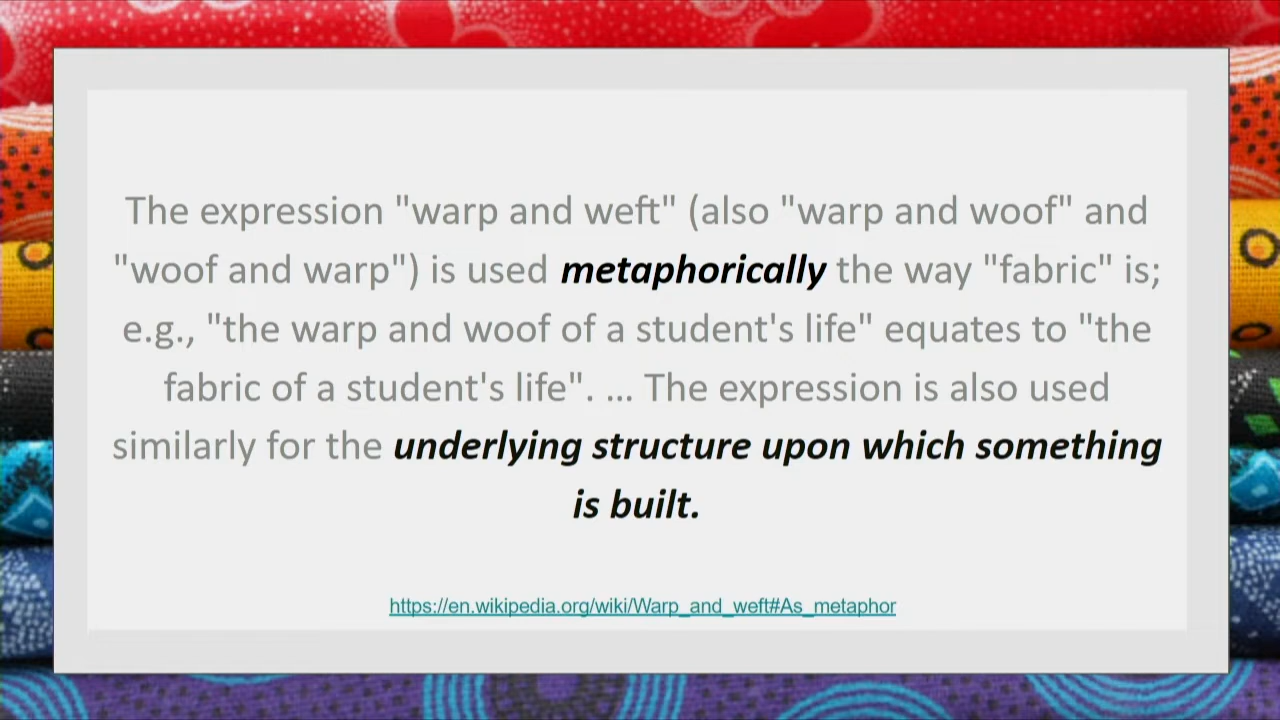 The expression "warp and weft" (also "warp and woof" and
"woof and warp") is used metaphorically the way "fabric" is;
e.g., "the warp and woof of a student's life" equates to "the
fabric of a student's life". ... The expression is also used
similarly for the underlying structure upon which something
is built.
https://en.wikipedia.org/wiki/Warp_and_weft#As_metaphor